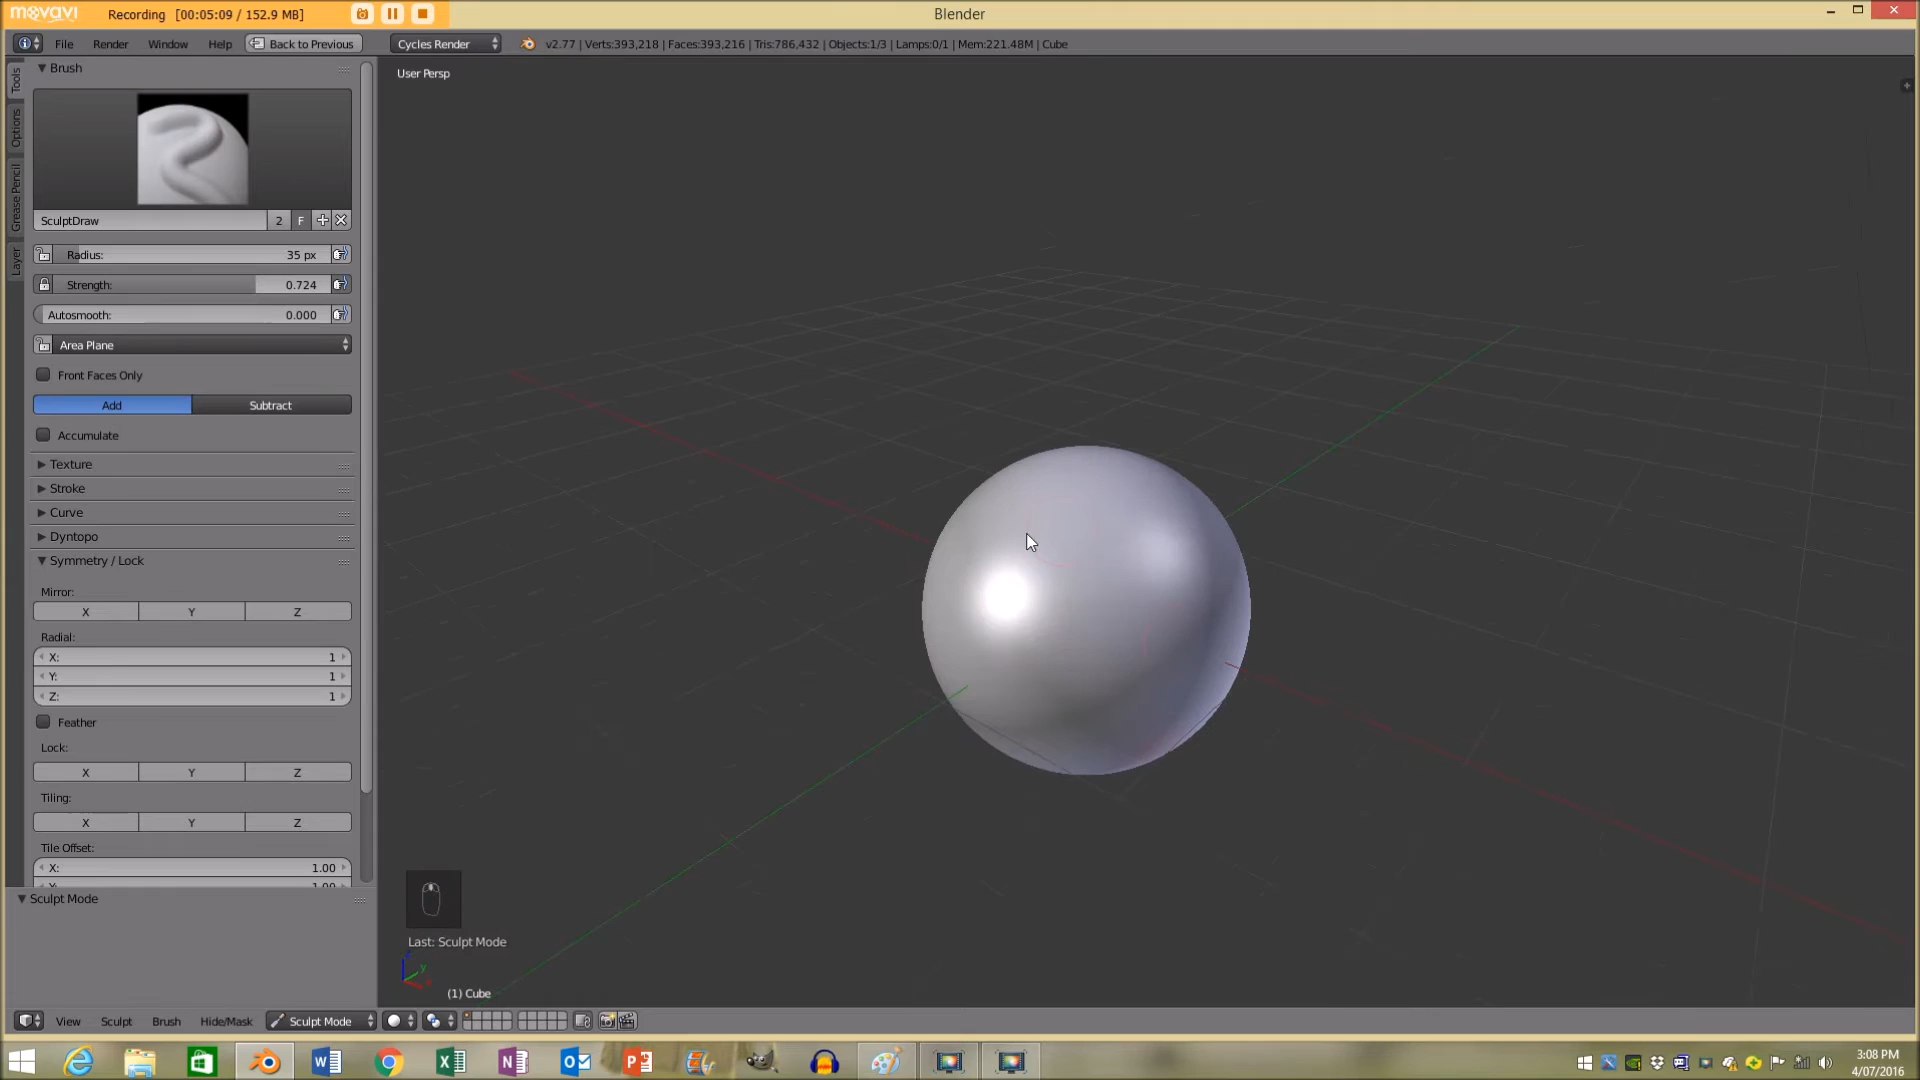 movavi Recording [00:05:09 / 152.9 MB] Blender
File Render Window Help Back to Previous Cycles Render v2.77 | Verts:393,218 | Faces:393,216 | Tris:786,432 | Objects:1/3 | Lamps:0/1 | Mem:221.48M | Cube
Tools
Options
Grease Pencil
Layer
Brush
User Persp
SculptDraw 2 F
Radius: 35 px
Strength: 0.724
Autosmooth: 0.000
Area Plane
Front Faces Only
Add Subtract
Accumulate
Texture
Stroke
Curve
Dyntopo
Symmetry / Lock
Mirror:
X Y Z
Radial:
X: 1
Y: 1
Z: 1
Feather
Lock:
X Y Z
Tiling:
X Y Z
Tile Offset:
X: 1.00
Sculpt Mode
Last: Sculpt Mode
(1) Cube
View Sculpt Brush Hide/Mask Sculpt Mode
3:08 PM
4/07/2016